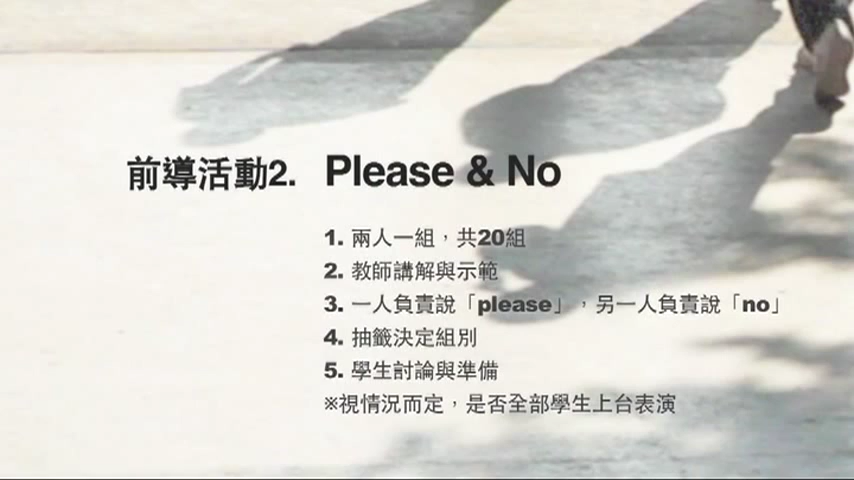 前導活動2. Please & No
1. 兩人一組，共20組
2. 教師講解與示範
3. 一人負責說「please」，另一人負責說「no」
4. 抽籤決定組別
5. 學生討論與準備
※視情況而定，是否全部學生上台表演